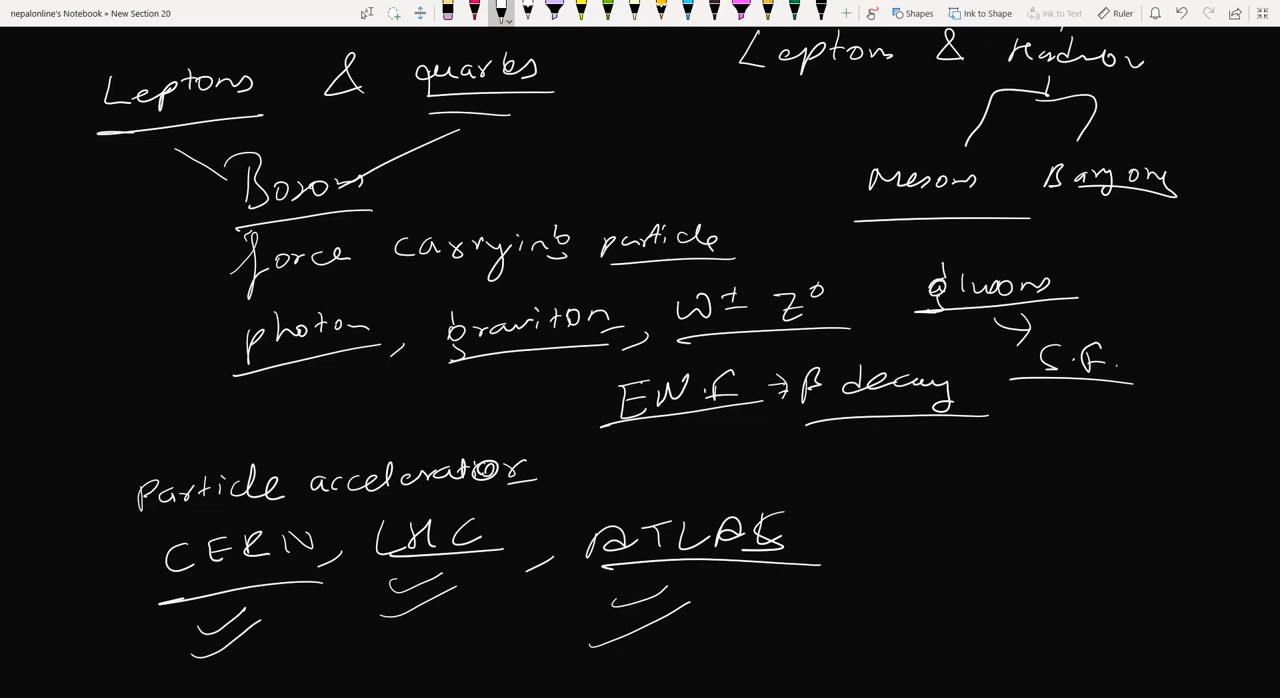 nepalonline's Notebook » New Section 20
Shapes Ink to Shape Ink to Text Ruler
Leptons & quarks
Leptons & Hadron
Bosons
Mesons Baryons
force carrying particle
photon, graviton, W± Z⁰
gluons
S.F.
E W.F → β decay
Particle accelerator
CERN, LHC, ATLAS